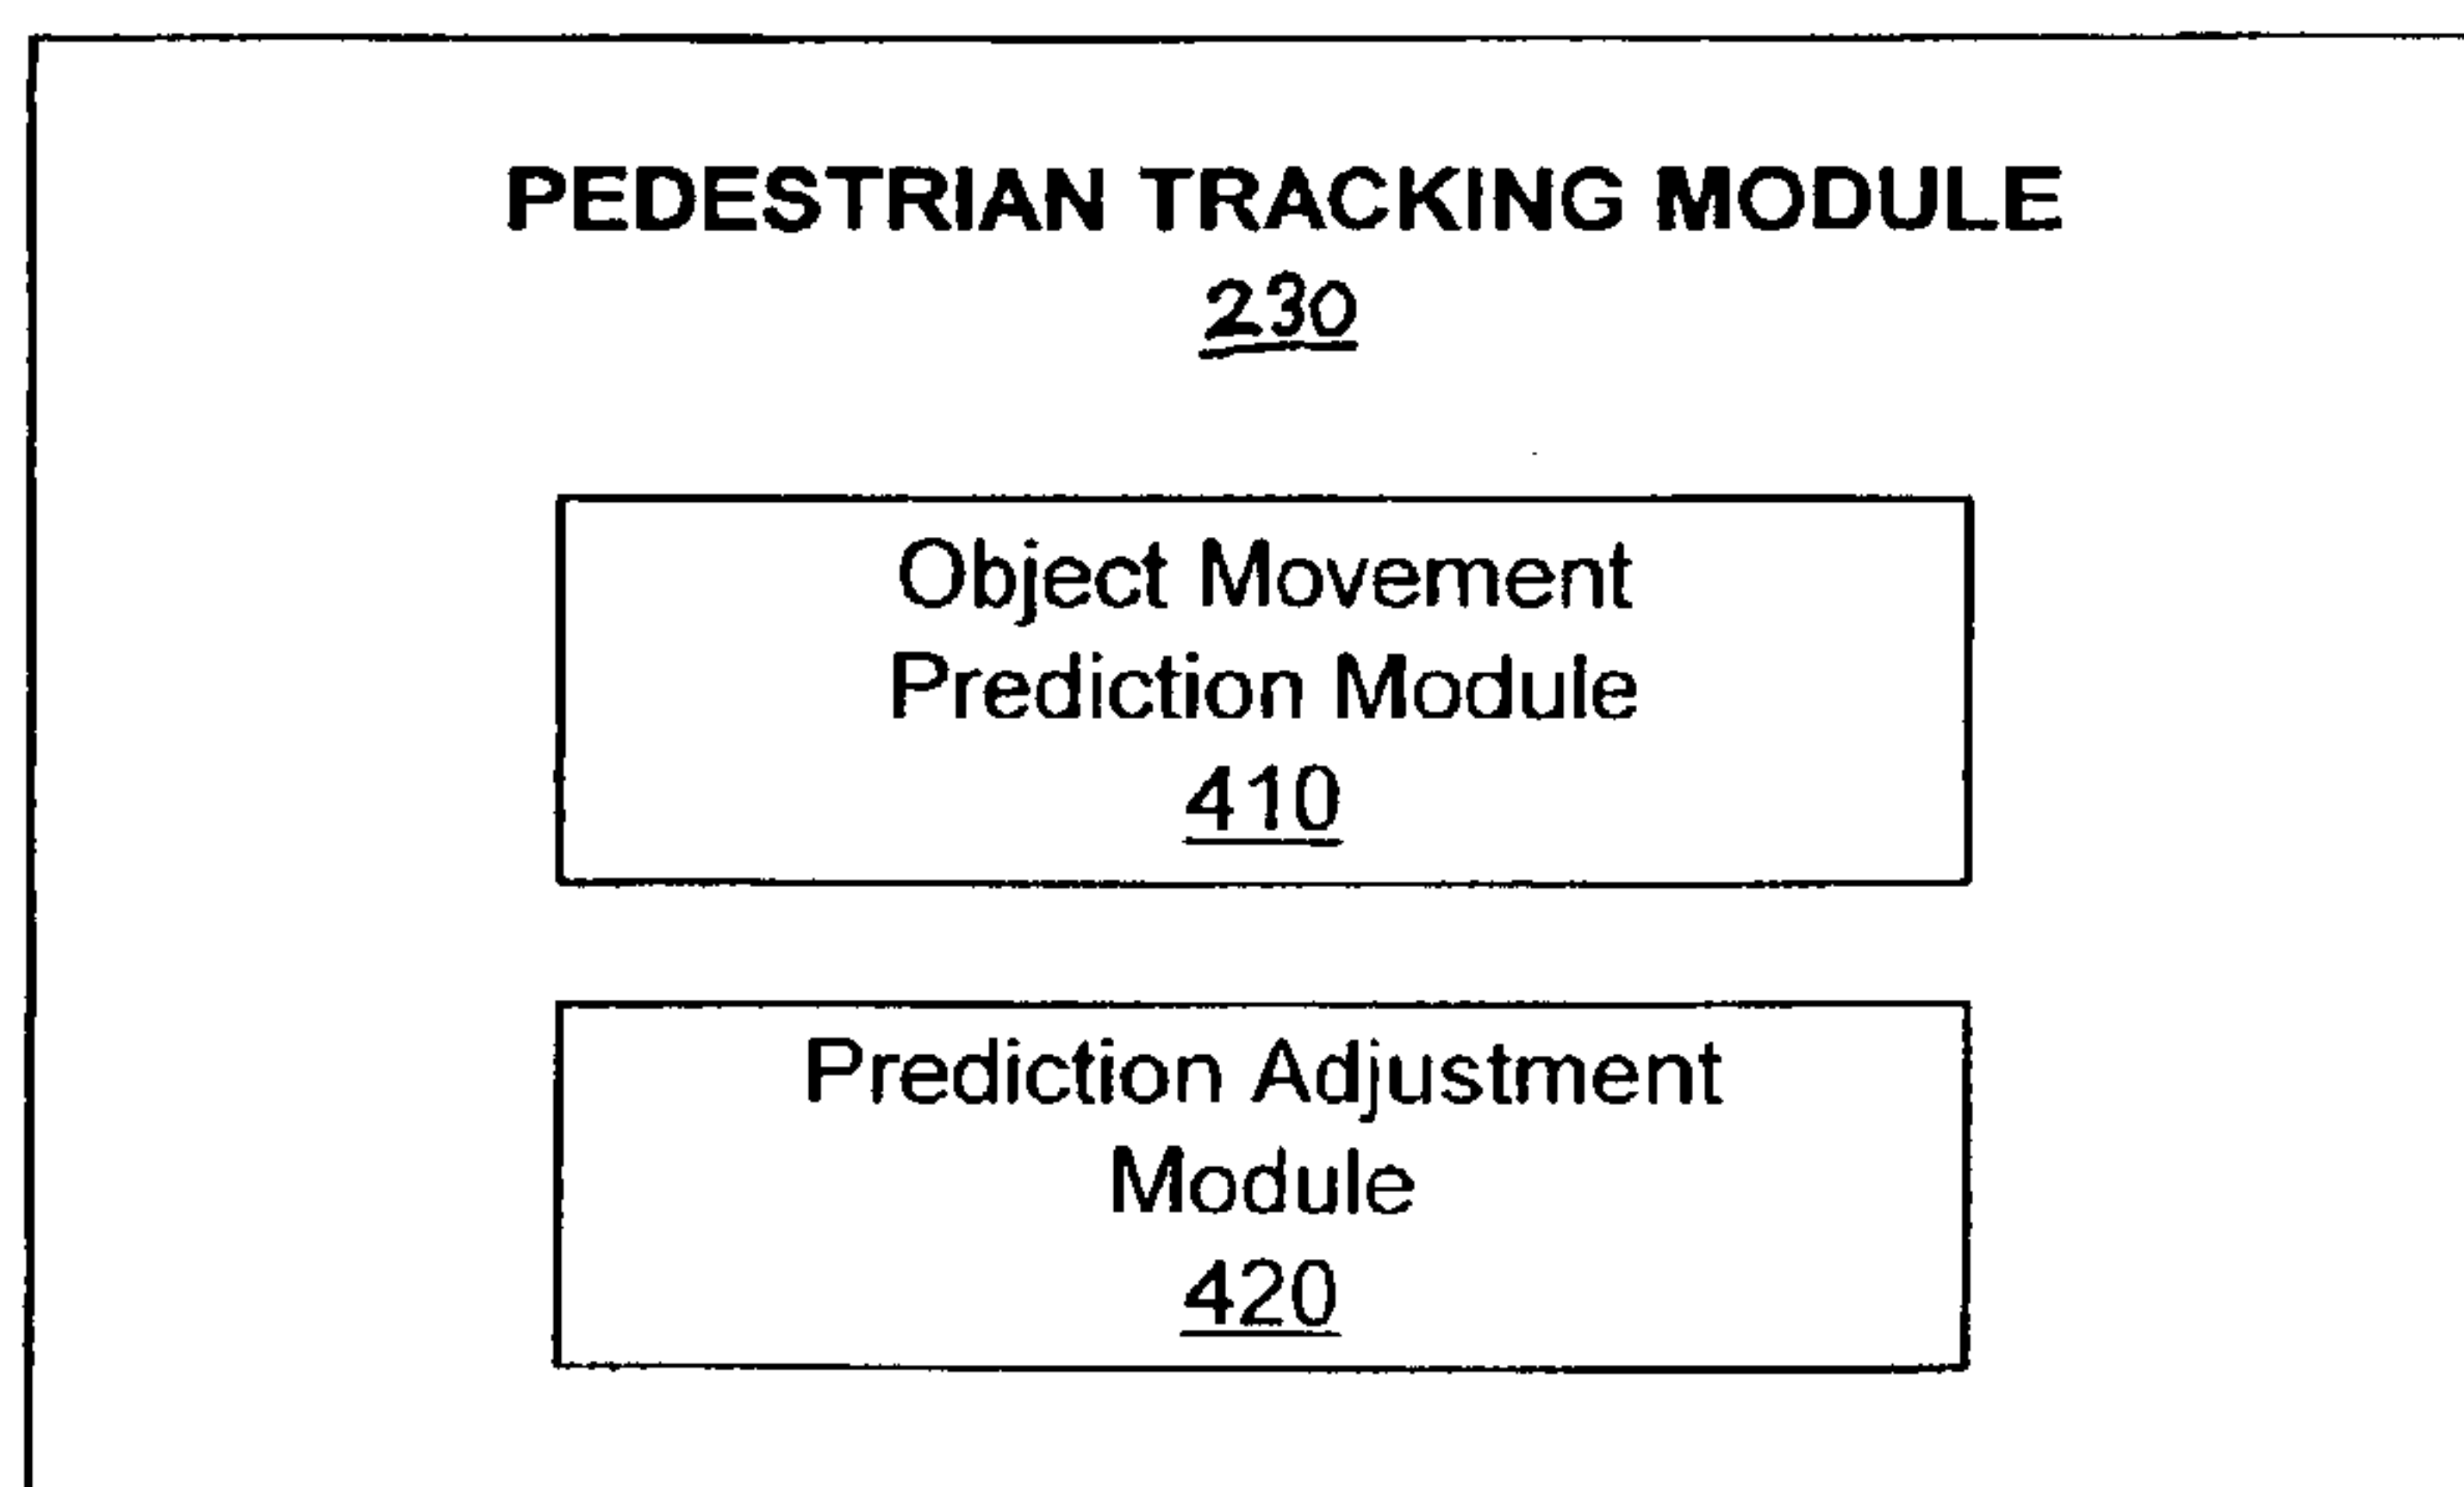 PEDESTRIAN TRACKING MODULE
230
Object Movement
Prediction Module
410
Prediction Adjustment
Module
420